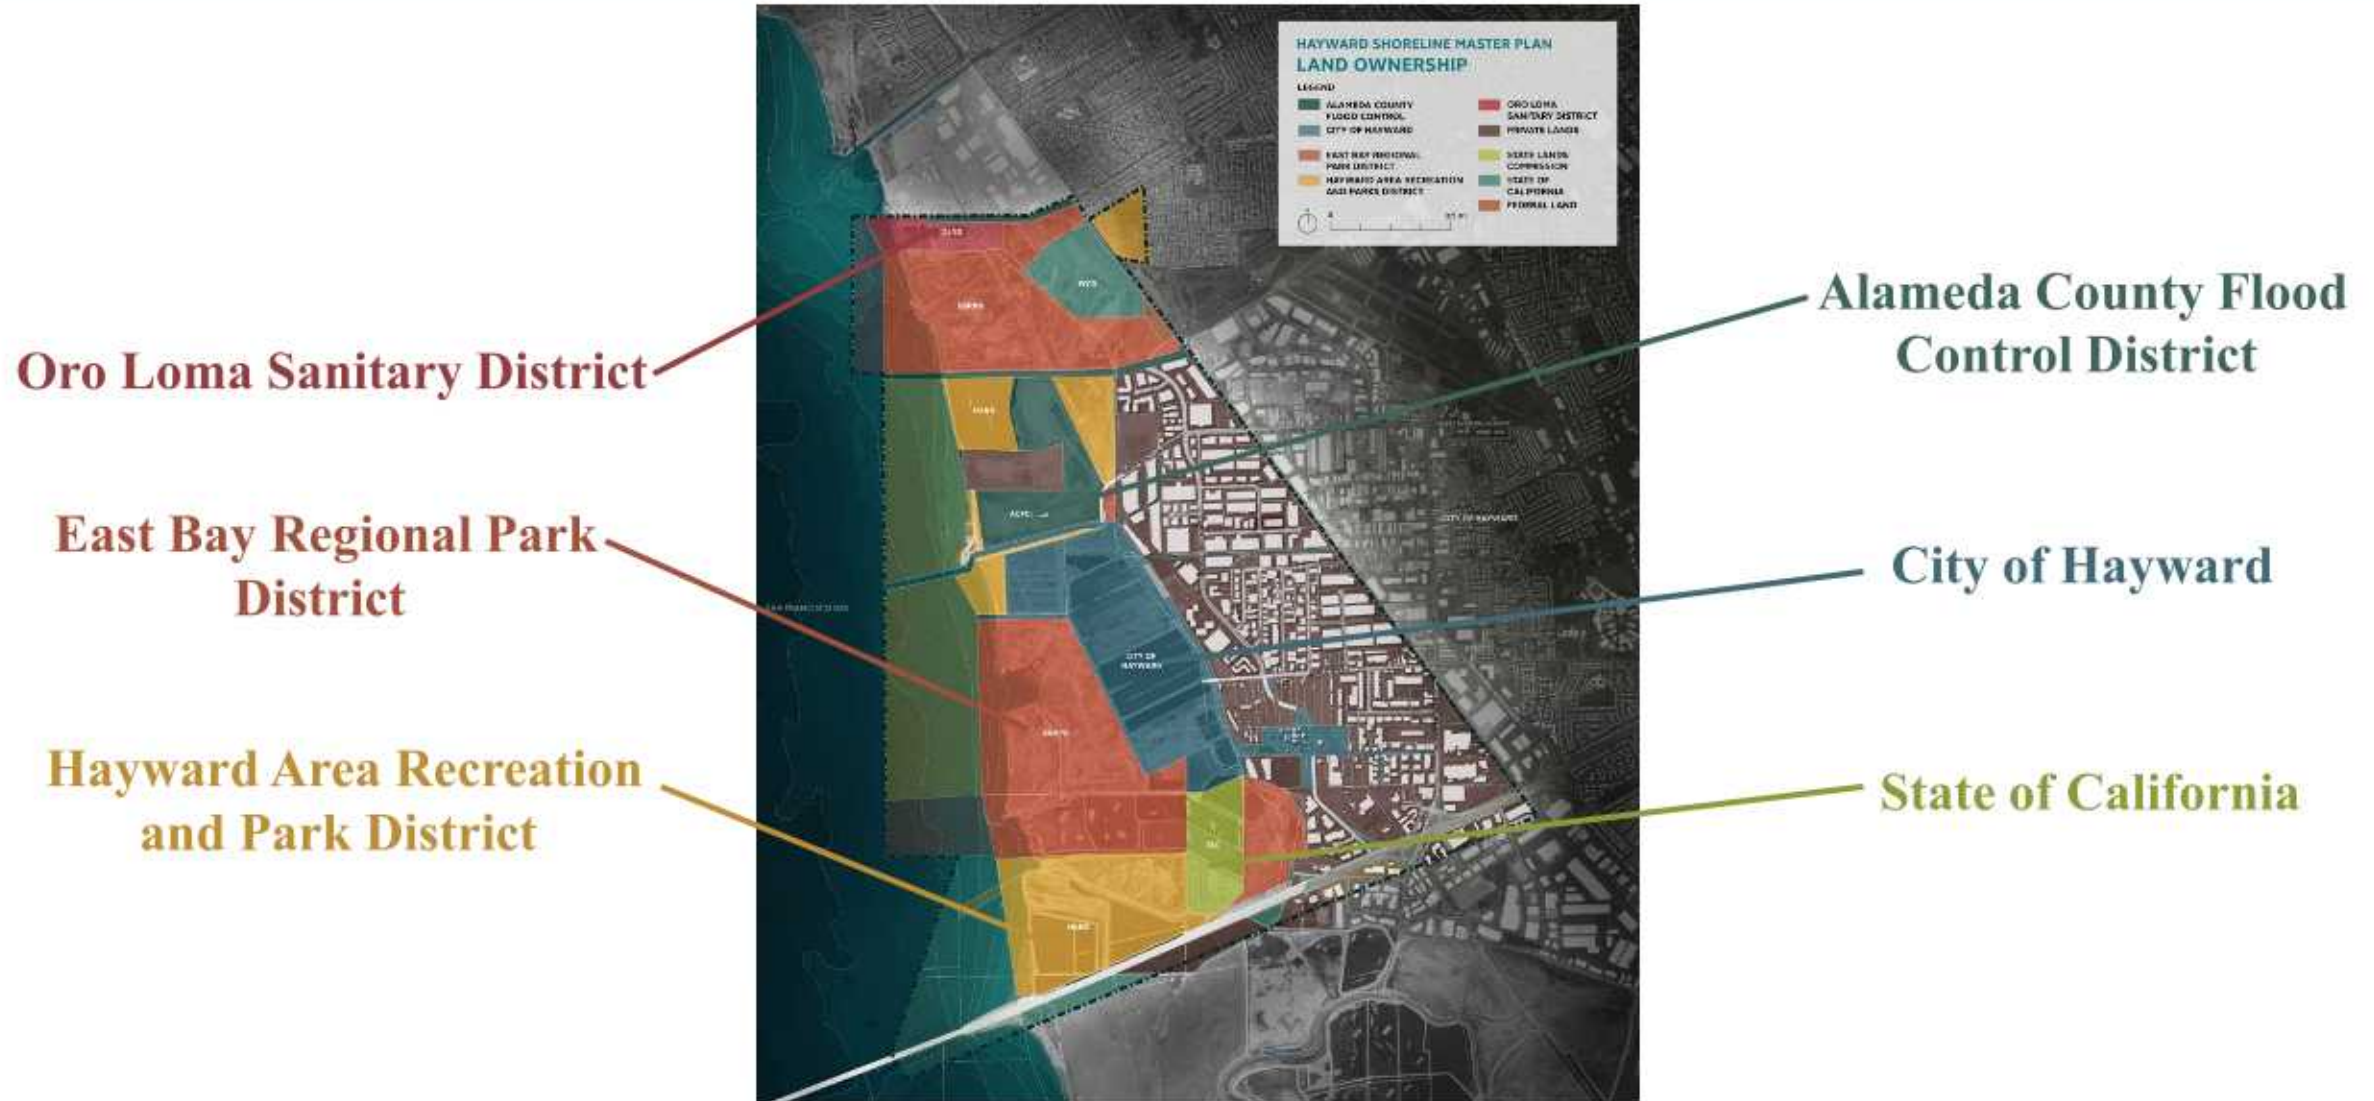 HAYWARD SHORELINE MASTER PLAN
LAND OWNERSHIP
LEGEND
ALAMEDA COUNTY
FLOOD CONTROL
CITY OF HAYWARD
EAST BAY REGIONAL
PARK DISTRICT
HAYWARD AREA RECREATION
AND PARKS DISTRICT
ORO LOMA
SANITARY DISTRICT
PRIVATE LANDS
STATE LANDS
COMMISSION
STATE OF
CALIFORNIA
FEDERAL LAND
Oro Loma Sanitary District
East Bay Regional Park
District
Hayward Area Recreation
and Park District
Alameda County Flood
Control District
City of Hayward
State of California
CITY OF HAYWARD
SAN FRANCISCO BAY
CITY OF
HAYWARD